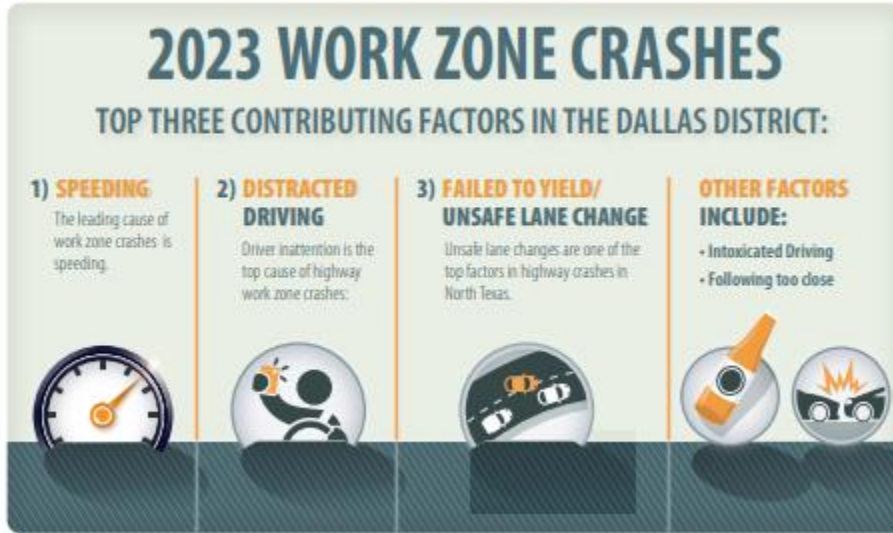 2023 WORK ZONE CRASHES
TOP THREE CONTRIBUTING FACTORS IN THE DALLAS DISTRICT:
1) SPEEDING
The leading cause of
work zone crashes is
speeding.
2) DISTRACTED
DRIVING
Driver inattention is the
top cause of highway
work zone crashes:
3) FAILED TO YIELD/
UNSAFE LANE CHANGE
Unsafe lane changes are one of the
top factors in highway crashes in
North Texas.
OTHER FACTORS
INCLUDE:
• Intoxicated Driving
• Following too close